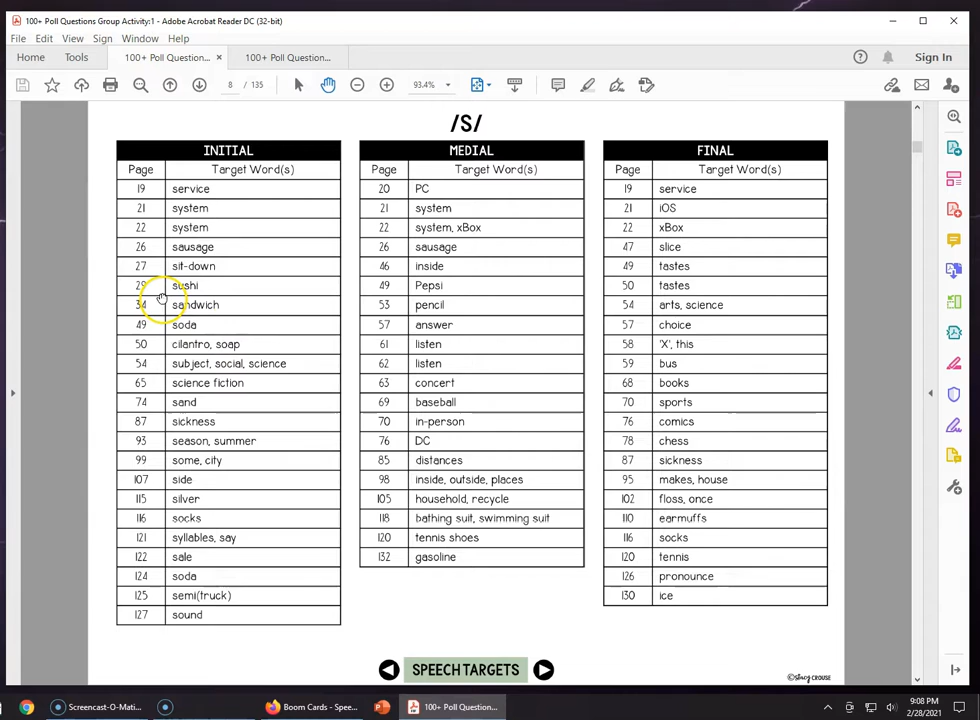 100+ Poll Questions Group Activity:1 - Adobe Acrobat Reader DC (32-bit)
File Edit View Sign Window Help
Home Tools 100+ Poll Question... × 100+ Poll Question... Sign In
8 / 135 93.4%
/S/
INITIAL
Page Target Word(s)
19 service
21 system
22 system
26 sausage
27 sit-down
29 sushi
34 sandwich
49 soda
50 cilantro, soap
54 subject, social, science
65 science fiction
74 sand
87 sickness
93 season, summer
99 some, city
107 side
115 silver
116 socks
121 syllables, say
122 sale
124 soda
125 semi(truck)
127 sound
MEDIAL
Page Target Word(s)
20 PC
21 system
22 system, xBox
26 sausage
46 inside
49 Pepsi
53 pencil
57 answer
61 listen
62 listen
63 concert
69 baseball
70 in-person
76 DC
85 distances
98 inside, outside, places
105 household, recycle
118 bathing suit, swimming suit
120 tennis shoes
132 gasoline
FINAL
Page Target Word(s)
19 service
21 iOS
22 xBox
47 slice
49 tastes
50 tastes
54 arts, science
57 choice
58 'X', this
59 bus
68 books
70 sports
76 comics
78 chess
87 sickness
95 makes, house
102 floss, once
110 earmuffs
116 socks
120 tennis
126 pronounce
130 ice
SPEECH TARGETS
©stacy crouse
Screencast-O-Mati... Boom Cards - Spee... 100+ Poll Question...
9:08 PM
2/28/2021